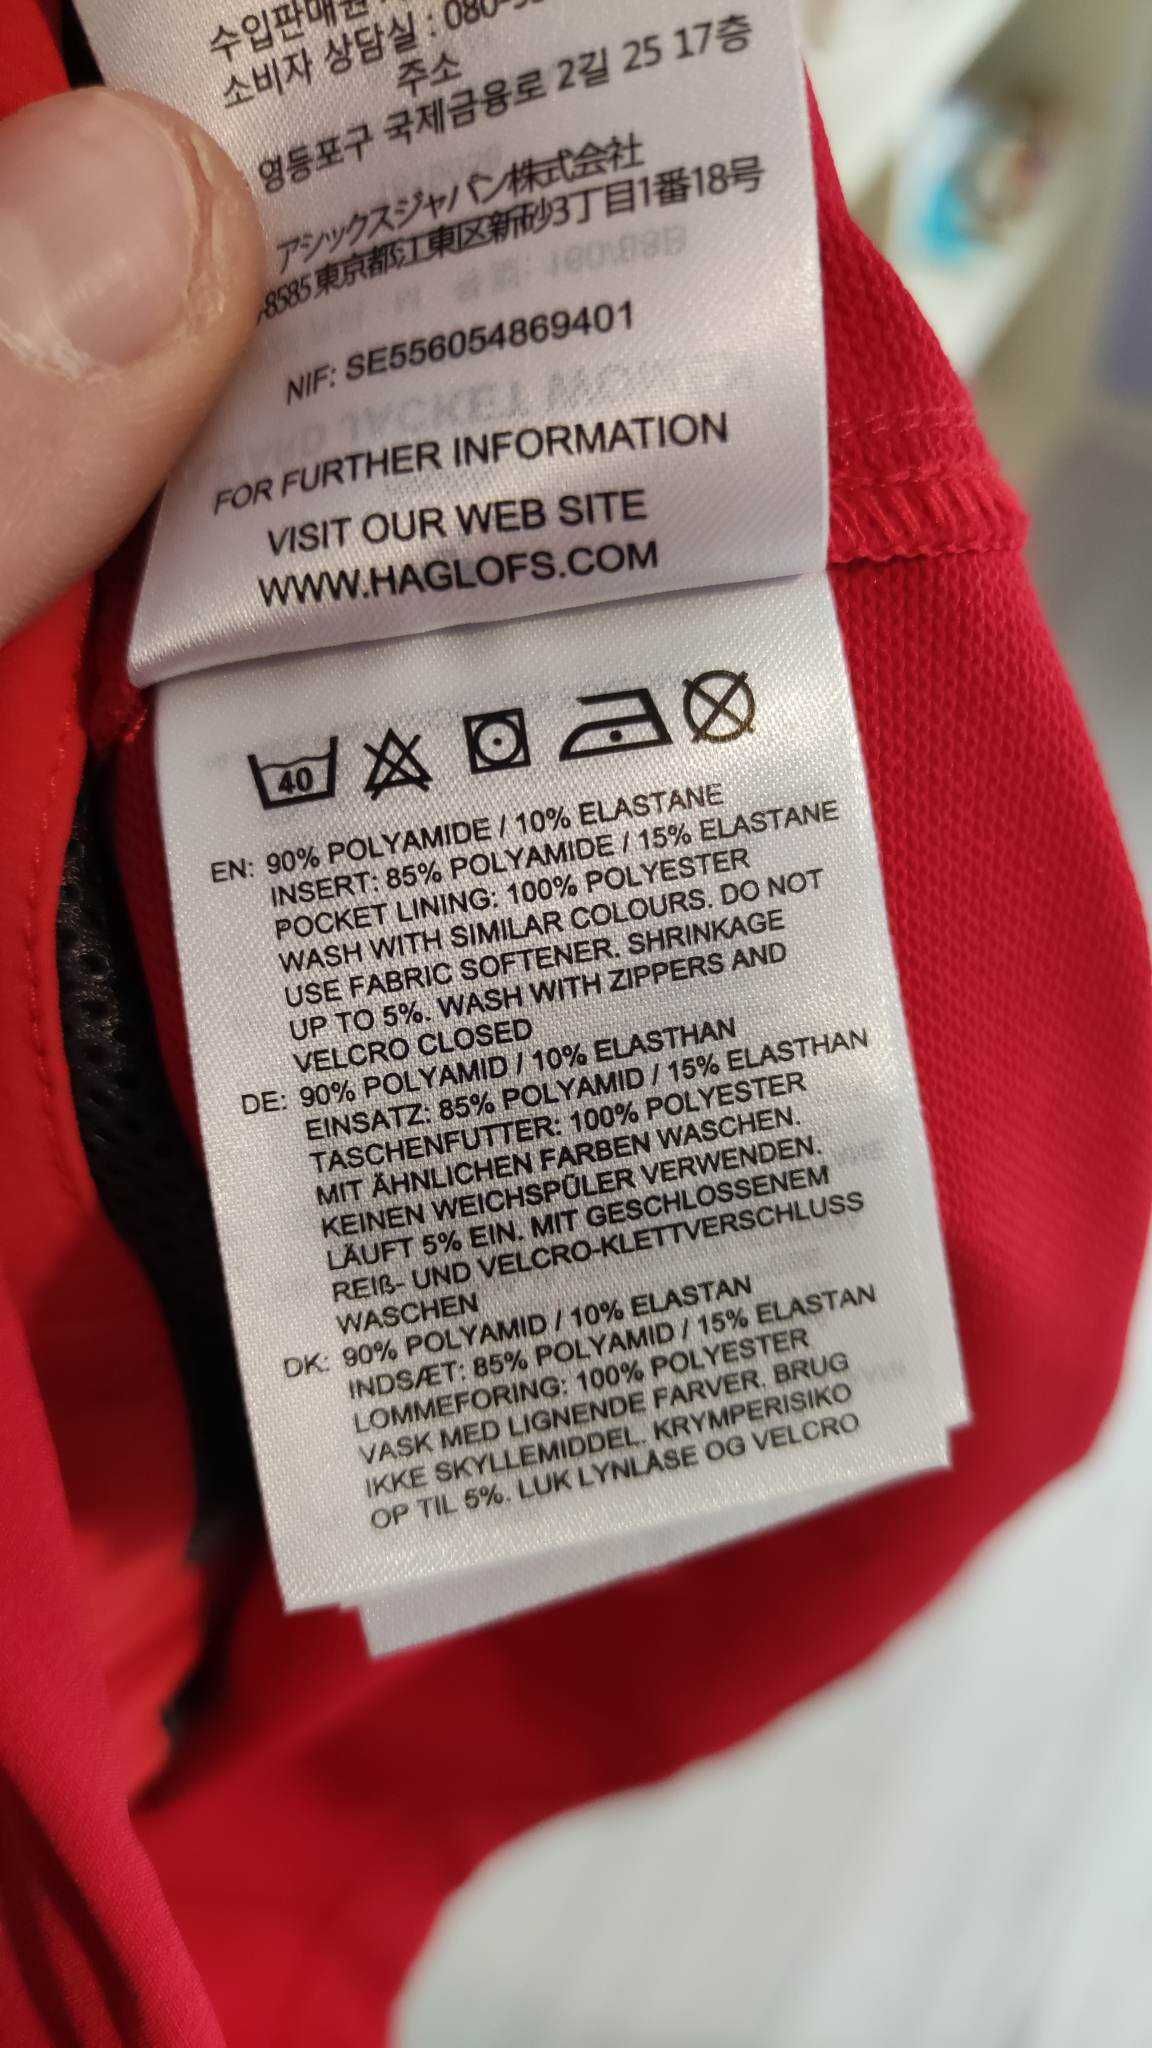 수입판매원
소비자 상담실 : 080-
주소
영등포구 국제금융로 2길 25 17층
アシックスジャパン株式会社
-8585 東京都江東区新砂3丁目1番18号
NIF: SE556054869401
FOR FURTHER INFORMATION
VISIT OUR WEB SITE
WWW.HAGLOFS.COM
40
EN: 90% POLYAMIDE / 10% ELASTANE
INSERT: 85% POLYAMIDE / 15% ELASTANE
POCKET LINING: 100% POLYESTER
WASH WITH SIMILAR COLOURS. DO NOT
USE FABRIC SOFTENER. SHRINKAGE
UP TO 5%. WASH WITH ZIPPERS AND
VELCRO CLOSED
DE: 90% POLYAMID / 10% ELASTHAN
EINSATZ: 85% POLYAMID / 15% ELASTHAN
TASCHENFUTTER: 100% POLYESTER
MIT ÄHNLICHEN FARBEN WASCHEN.
KEINEN WEICHSPÜLER VERWENDEN.
LÄUFT 5% EIN. MIT GESCHLOSSENEM
REIß- UND VELCRO-KLETTVERSCHLUSS
WASCHEN
DK: 90% POLYAMID / 10% ELASTAN
INDSÆT: 85% POLYAMID / 15% ELASTAN
LOMMEFORING: 100% POLYESTER
VASK MED LIGNENDE FARVER. BRUG
IKKE SKYLLEMIDDEL. KRYMPERISIKO
OP TIL 5%. LUK LYNLÅSE OG VELCRO